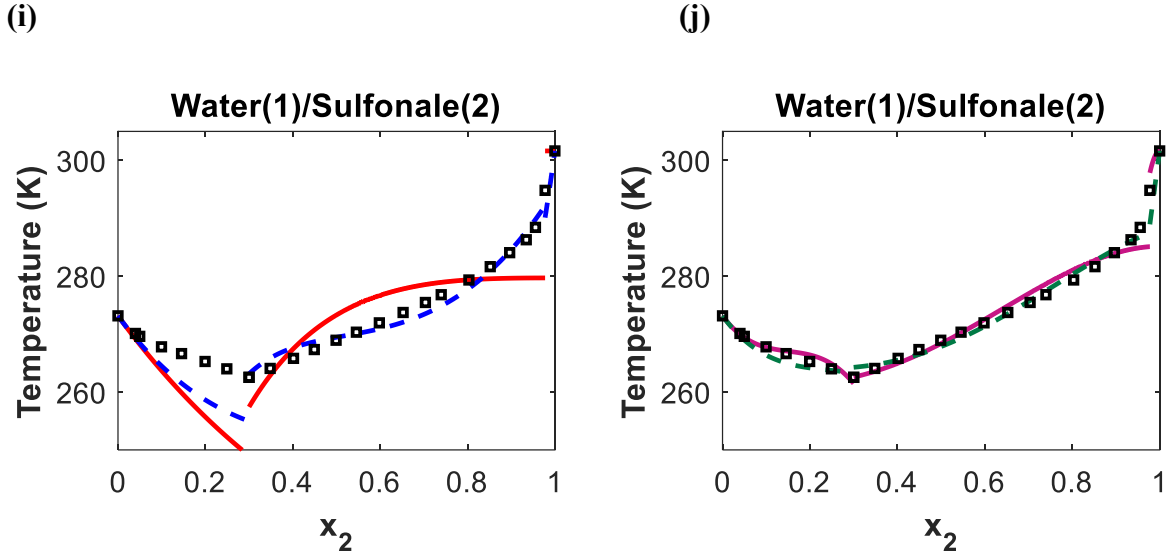 (i)
(j)
Water(1)/Sulfonale(2)
Water(1)/Sulfonale(2)
300
280
260
Temperature (K)
0
0.2
0.4
0.6
0.8
1
x2
300
280
260
Temperature (K)
0
0.2
0.4
0.6
0.8
1
x2